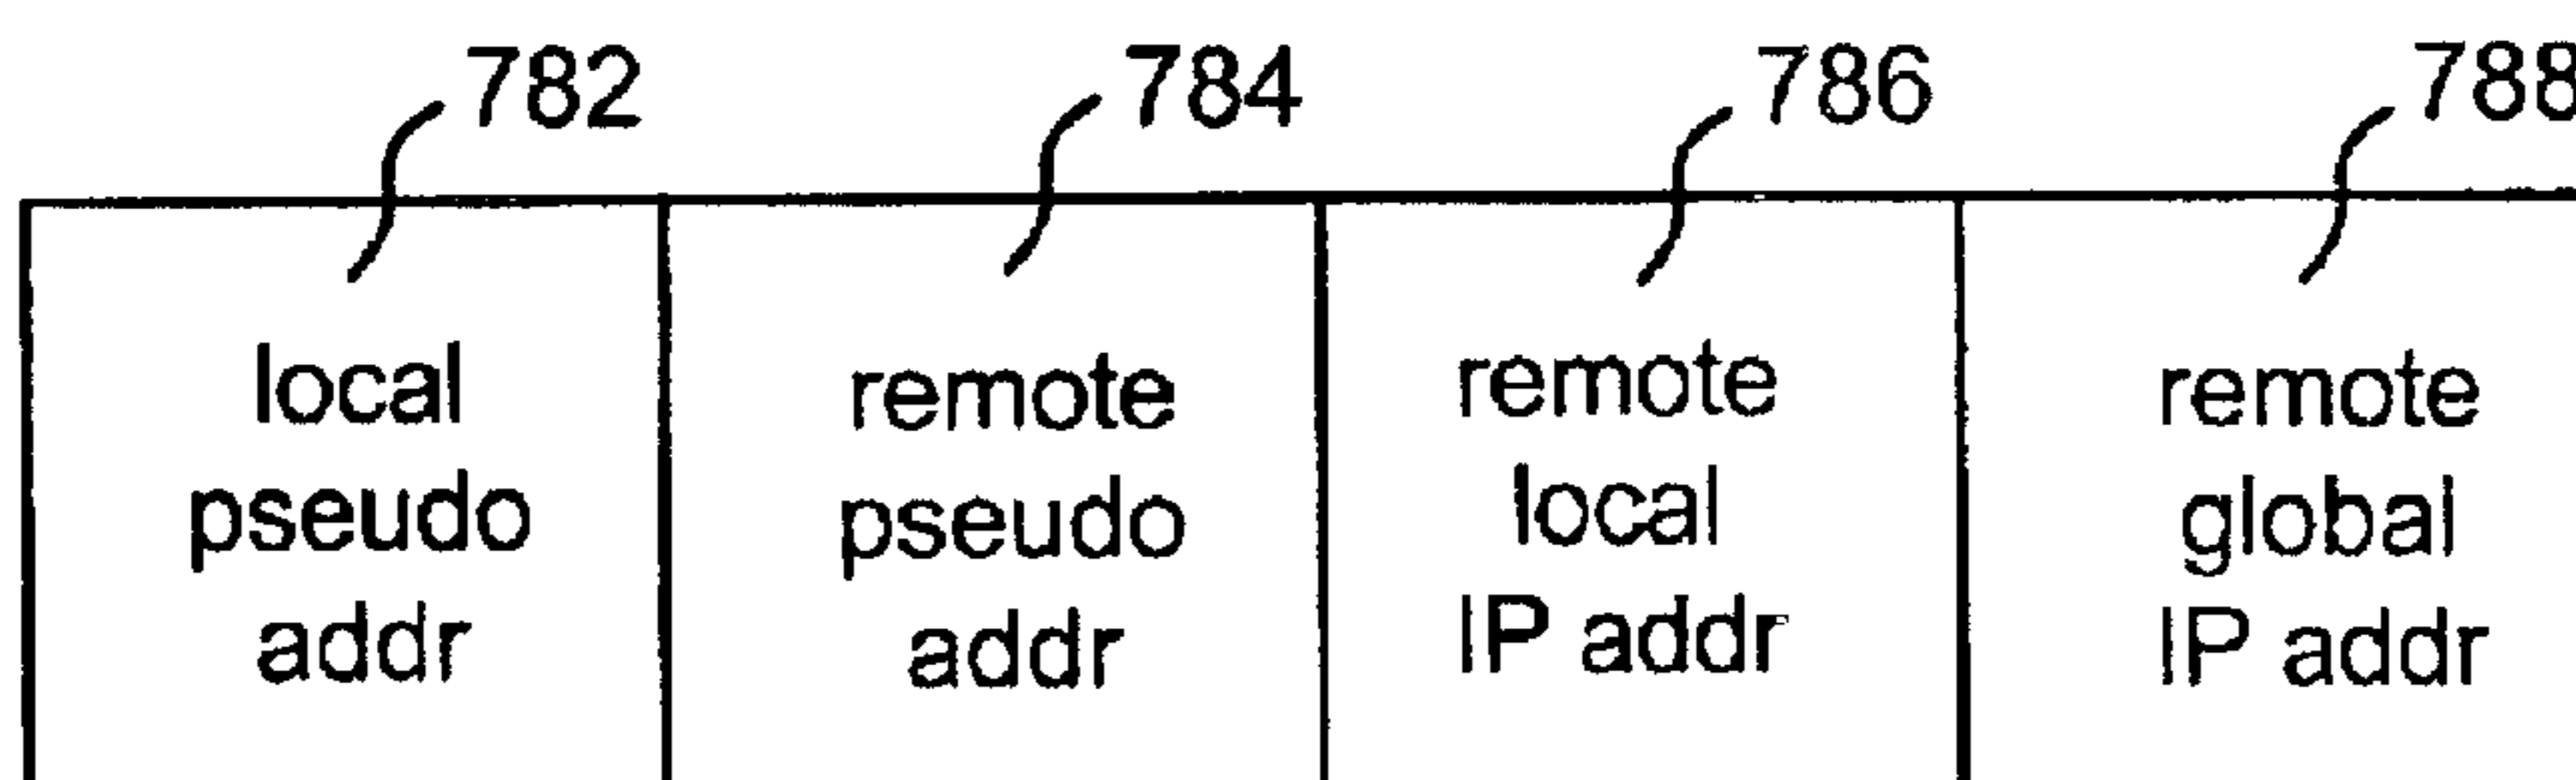 782 784 786 788
local
pseudo
addr
remote
pseudo
addr
remote
local
IP addr
remote
global
IP addr